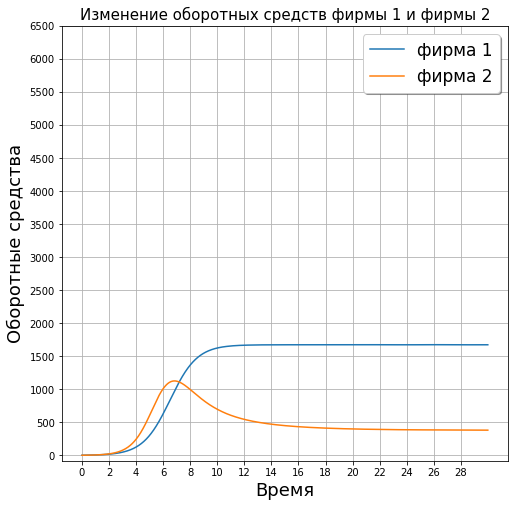 Изменение оборотных средств фирмы 1 и фирмы 2
фирма 1
фирма 2
Оборотные средства
6500
6000
5500
5000
4500
4000
3500
3000
2500
2000
1500
1000
500
0
0 2 4 6 8 10 12 14 16 18 20 22 24 26 28
Время